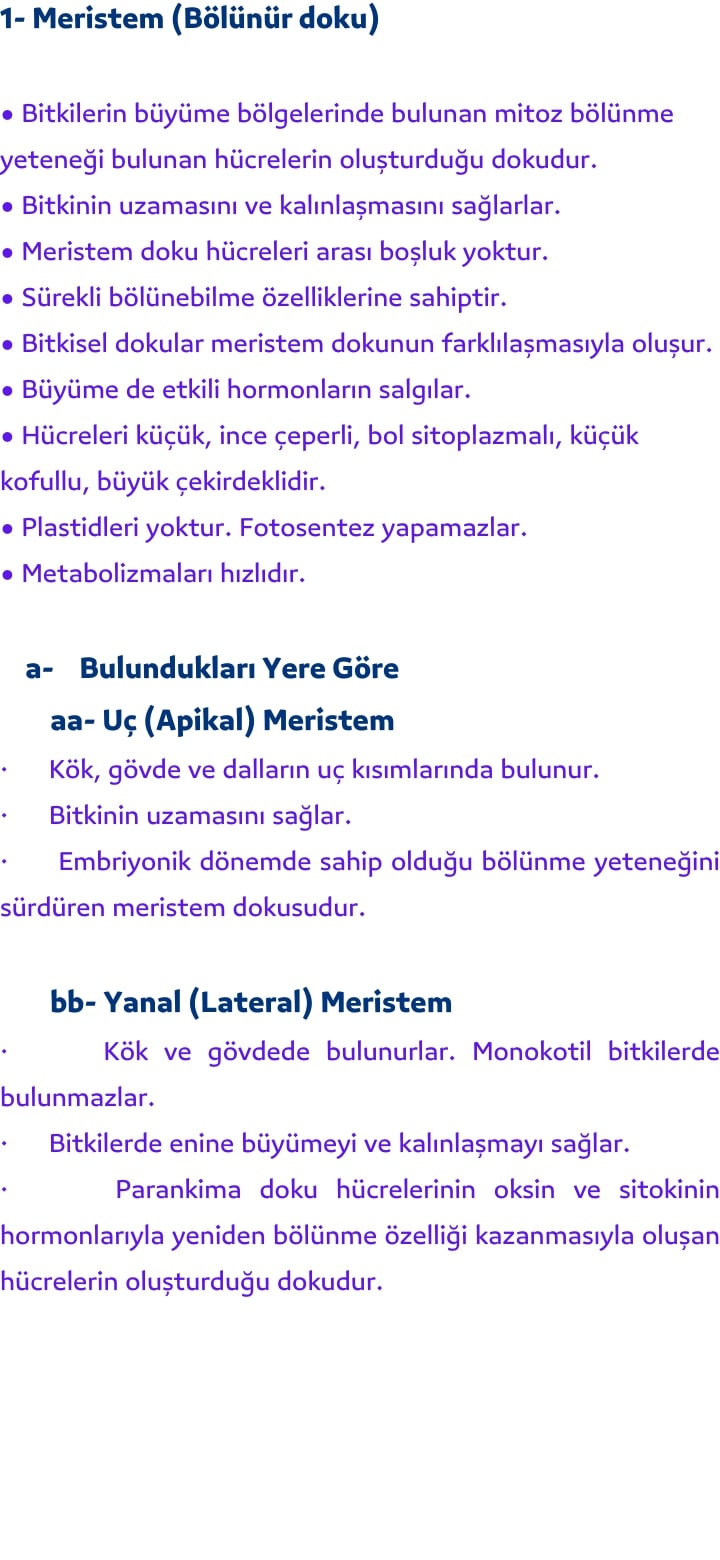 1- Meristem (Bölünür doku)
• Bitkilerin büyüme bölgelerinde bulunan mitoz bölünme
yeteneği bulunan hücrelerin oluşturduğu dokudur.
• Bitkinin uzamasını ve kalınlaşmasını sağlarlar.
• Meristem doku hücreleri arası boşluk yoktur.
• Sürekli bölünebilme özelliklerine sahiptir.
• Bitkisel dokular meristem dokunun farklılaşmasıyla oluşur.
• Büyüme de etkili hormonların salgılar.
• Hücreleri küçük, ince çeperli, bol sitoplazmalı, küçük
kofullu, büyük çekirdeklidir.
• Plastidleri yoktur. Fotosentez yapamazlar.
• Metabolizmaları hızlıdır.
a- Bulundukları Yere Göre
aa- Uç (Apikal) Meristem
· Kök, gövde ve dalların uç kısımlarında bulunur.
· Bitkinin uzamasını sağlar.
· Embriyonik dönemde sahip olduğu bölünme yeteneğini
sürdüren meristem dokusudur.
bb- Yanal (Lateral) Meristem
· Kök ve gövdede bulunurlar. Monokotil bitkilerde
bulunmazlar.
· Bitkilerde enine büyümeyi ve kalınlaşmayı sağlar.
· Parankima doku hücrelerinin oksin ve sitokinin
hormonlarıyla yeniden bölünme özelliği kazanmasıyla oluşan
hücrelerin oluşturduğu dokudur.